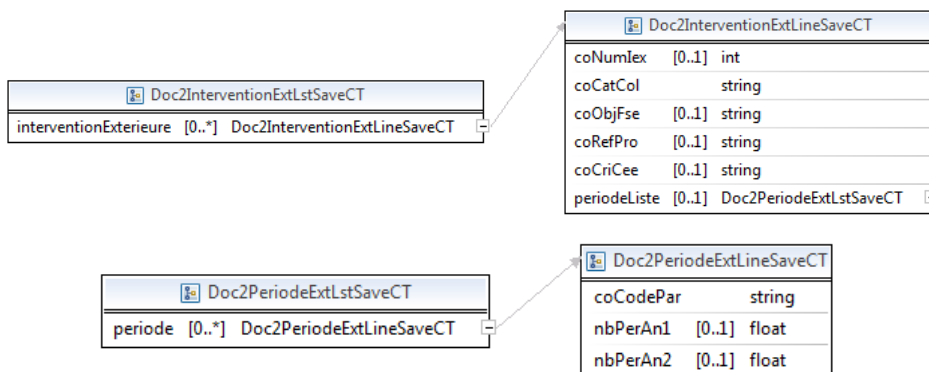 Doc2InterventionExtLstSaveCT
interventionExterieure [0..*] Doc2InterventionExtLineSaveCT
Doc2InterventionExtLineSaveCT
coNumIex [0..1] int
coCatCol string
coObjFse [0..1] string
coRefPro [0..1] string
coCriCee [0..1] string
periodeListe [0..1] Doc2PeriodeExtLstSaveCT
Doc2PeriodeExtLstSaveCT
periode [0..*] Doc2PeriodeExtLineSaveCT
Doc2PeriodeExtLineSaveCT
coCodePar string
nbPerAn1 [0..1] float
nbPerAn2 [0..1] float